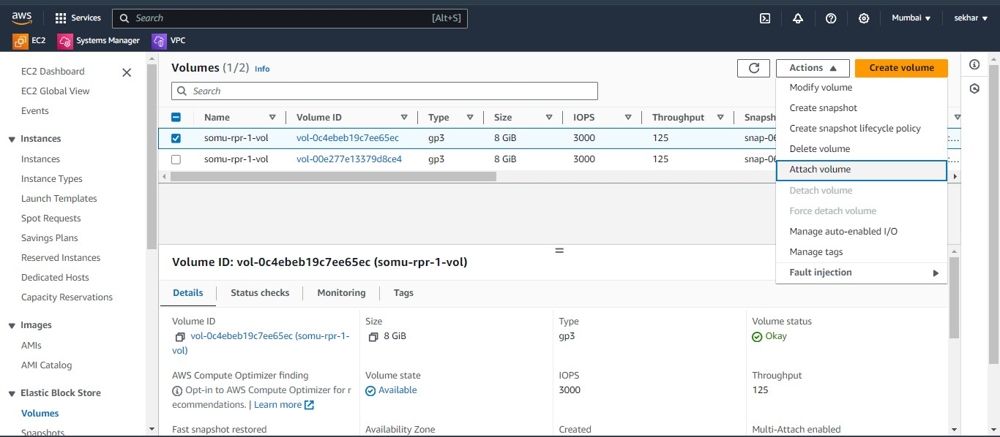 aws Services Search [Alt+S] Mumbai sekhar
EC2 Systems Manager VPC
EC2 Dashboard
EC2 Global View
Events
Instances
Instances
Instance Types
Launch Templates
Spot Requests
Savings Plans
Reserved Instances
Dedicated Hosts
Capacity Reservations
Images
AMIs
AMI Catalog
Elastic Block Store
Volumes
Snapshots
Volumes (1/2) Info
Actions
Create volume
Search
Name Volume ID Type Size IOPS Throughput Snapsh
somu-rpr-1-vol vol-0c4ebeb19c7ee65ec gp3 8 GiB 3000 125 snap-06 :...
somu-rpr-1-vol vol-00e277e13379d8ce4 gp3 8 GiB 3000 125 snap-06 :...
Modify volume
Create snapshot
Create snapshot lifecycle policy
Delete volume
Attach volume
Detach volume
Force detach volume
Manage auto-enabled I/O
Manage tags
Fault injection
Volume ID: vol-0c4ebeb19c7ee65ec (somu-rpr-1-vol)
Details Status checks Monitoring Tags
Volume ID
vol-0c4ebeb19c7ee65ec (somu-rpr-1-
vol)
Size
8 GiB
Type
gp3
Volume status
Okay
AWS Compute Optimizer finding
Opt-in to AWS Compute Optimizer for r
ecommendations. | Learn more
Volume state
Available
IOPS
3000
Throughput
125
Fast snapshot restored
Availability Zone
Created
Multi-Attach enabled